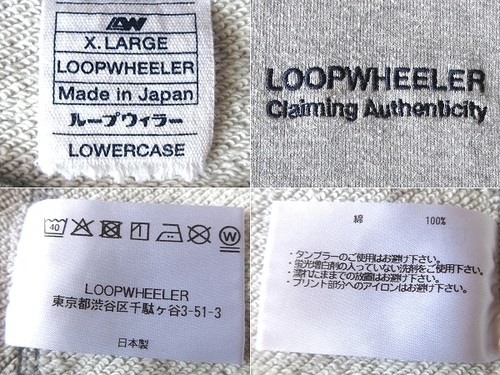 LW
X.LARGE
LOOPWHEELER
Made in Japan
ループウィラー
LOWERCASE
LOOPWHEELER
Claiming Authenticity
40
W
LOOPWHEELER
東京都渋谷区千駄ヶ谷3-51-3
日本製
綿 100%
・タンブラーのご使用はお避け下さい。
・蛍光増白剤の入っていない洗剤をご使用下さい。
・濡れたままでの放置はお避け下さい。
・プリント部分へのアイロンはお避け下さい。